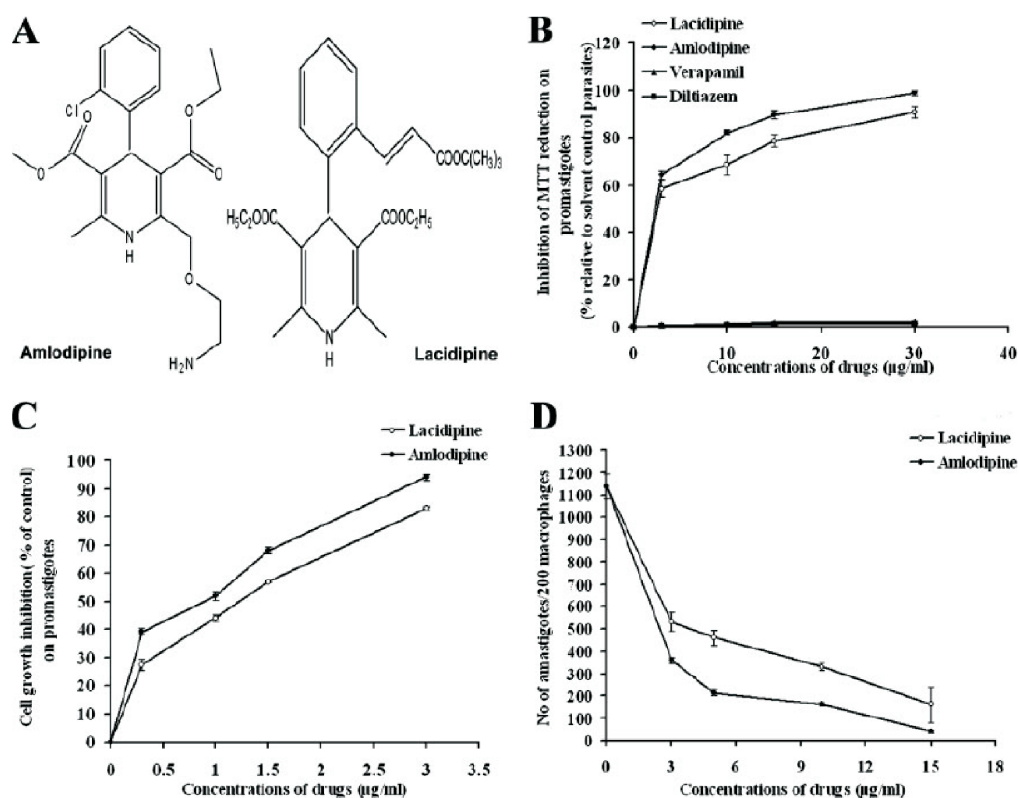 A
Cl
O
O
O
O
O
N
H
O
H₂N
Amlodipine
COOC(CH₃)₃
H₅C₂OOC
COOC₂H₅
N
H
Lacidipine
B
Lacidipine
Amlodipine
Verapamil
Diltiazem
Inhibition of MTT reduction on
promastigotes
(% relative to solvent control parasites)
120
100
80
60
40
20
0
0 10 20 30 40
Concentrations of drugs (µg/ml)
C
Lacidipine
Amlodipine
Cell growth inhibition( % of control)
on promastigotes
100
90
80
70
60
50
40
30
20
10
0
0 0.5 1 1.5 2 2.5 3 3.5
Concentrations of drugs (µg/ml)
D
Lacidipine
Amlodipine
No of amastigotes/200 macrophages
1300
1200
1100
1000
900
800
700
600
500
400
300
200
100
0
0 3 6 9 12 15 18
Concentrations of drugs (µg/ml)